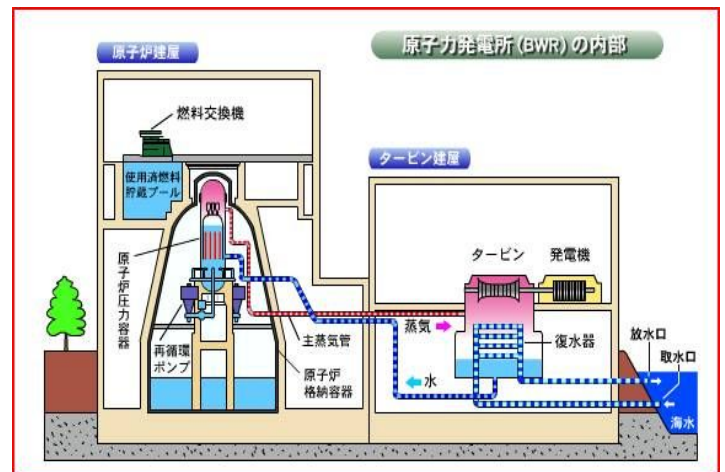 原子力発電所(BWR)の内部
原子炉建屋
燃料交換機
使用済燃料
貯蔵プール
タービン建屋
タービン
発電機
原子炉圧力容器
再循環
ポンプ
主蒸気管
原子炉
格納容器
蒸気
水
復水器
放水口
取水口
海水